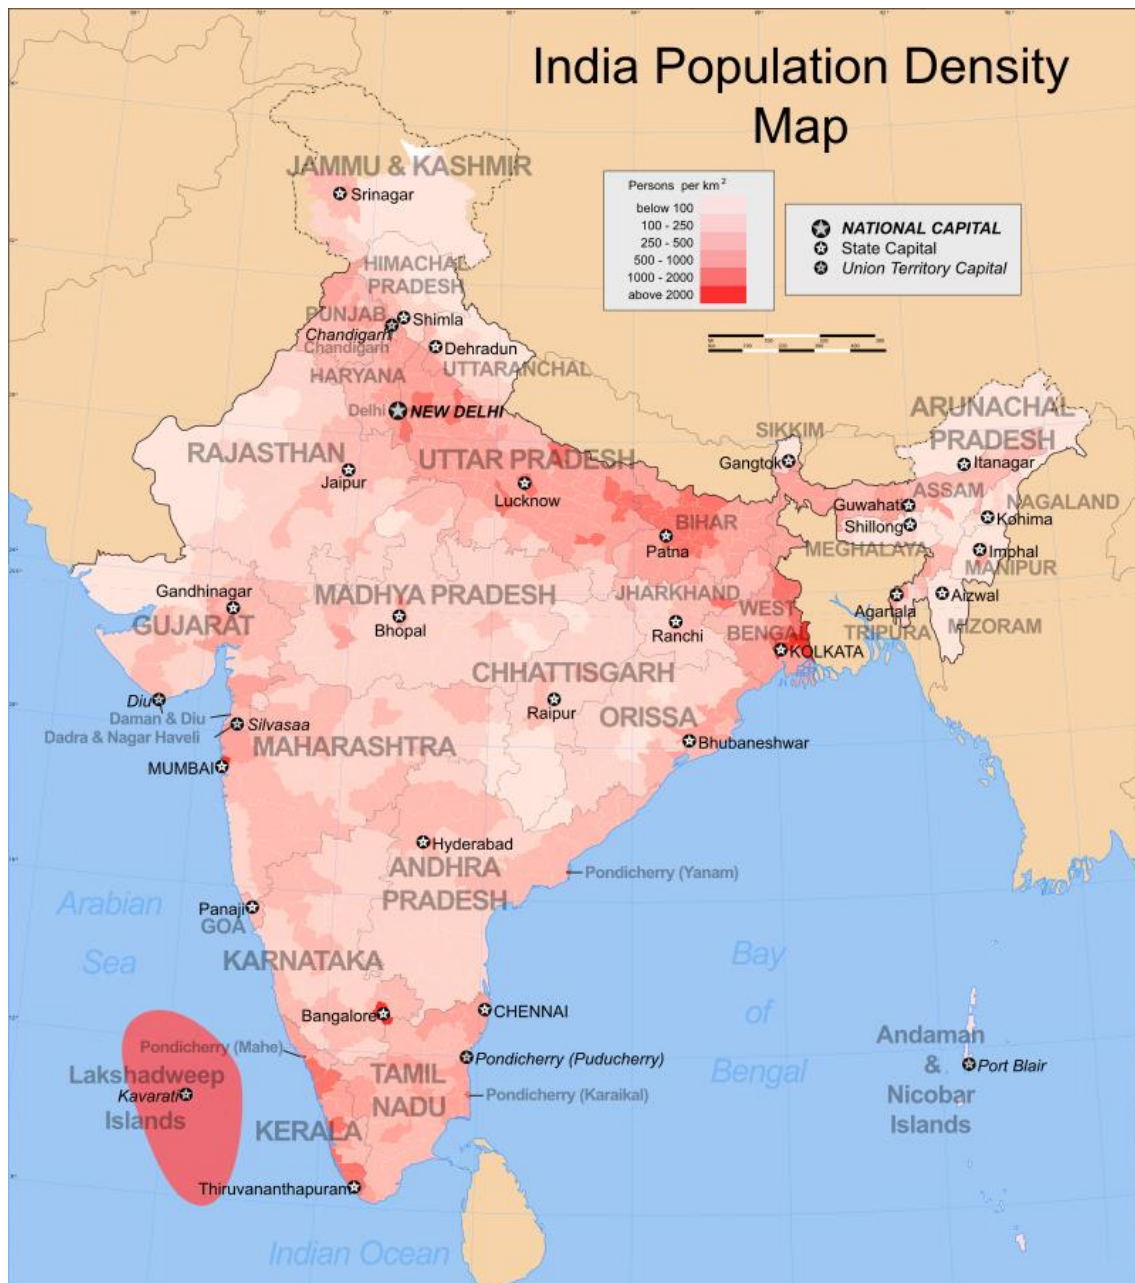 India Population Density
Map
Persons per km2
below 100
100 - 250
250 - 500
500 - 1000
1000 - 2000
above 2000
NATIONAL CAPITAL
State Capital
Union Territory Capital
JAMMU & KASHMIR
Srinagar
HIMACHAL
PRADESH
PUNJAB
Shimla
Chandigarh
Chandigarh
Dehradun
UTTARANCHAL
HARYANA
Delhi
NEW DELHI
RAJASTHAN
Jaipur
UTTAR PRADESH
Lucknow
SIKKIM
Gangtok
ARUNACHAL
PRADESH
Itanagar
ASSAM
NAGALAND
Guwahati
Shillong
Kohima
BIHAR
Patna
MEGHALAYA
Imphal
MANIPUR
Gandhinagar
GUJARAT
MADHYA PRADESH
Bhopal
JHARKHAND
Ranchi
WEST
BENGAL
KOLKATA
Agartala
TRIPURA
Aizwal
MIZORAM
CHHATTISGARH
Raipur
ORISSA
Bhubaneshwar
Diu
Daman & Diu
Silvasaa
Dadra & Nagar Haveli
MAHARASHTRA
MUMBAI
Hyderabad
ANDHRA
PRADESH
Pondicherry (Yanam)
Arabian
Sea
Panaji
GOA
KARNATAKA
Bay
of
Bengal
Bangalore
CHENNAI
Pondicherry (Mahe)
Pondicherry (Puducherry)
Lakshadweep
Kavarati
Islands
TAMIL
NADU
Pondicherry (Karaikal)
KERALA
Thiruvananthapuram
Andaman
&
Nicobar
Islands
Port Blair
Indian Ocean